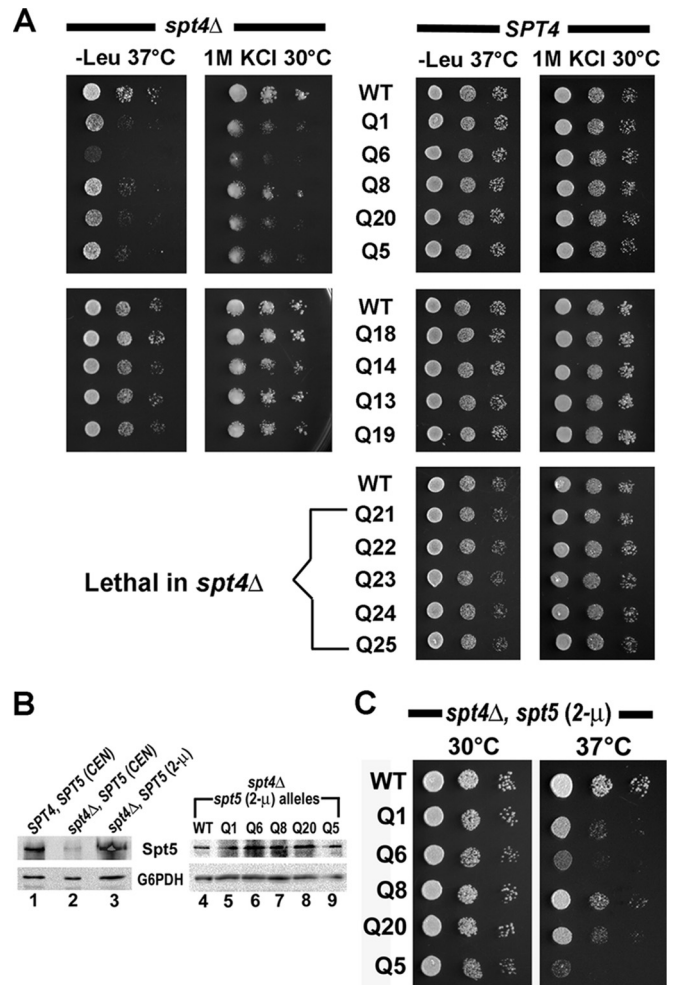 A
spt4Δ
SPT4
-Leu 37°C 1M KCl 30°C
-Leu 37°C 1M KCl 30°C
WT
Q1
Q6
Q8
Q20
Q5
WT
Q18
Q14
Q13
Q19
WT
Q21
Q22
Q23
Q24
Q25
Lethal in spt4Δ
B
SPT4, SPT5 (CEN)
spt4Δ, SPT5 (CEN)
spt4Δ, SPT5 (2-μ)
spt4Δ
spt5 (2-μ) alleles
WT Q1 Q6 Q8 Q20 Q5
Spt5
G6PDH
1 2 3
4 5 6 7 8 9
C
spt4Δ, spt5 (2-μ)
30°C 37°C
WT
Q1
Q6
Q8
Q20
Q5